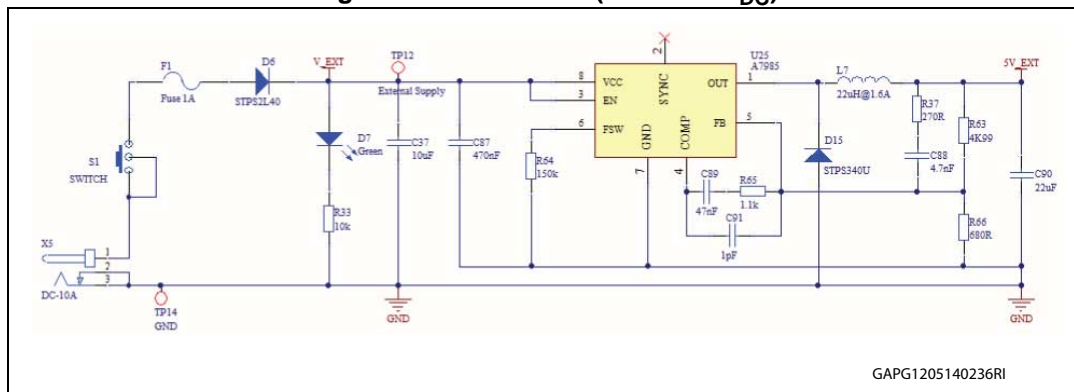 F1
Fuse 1A
D6
STPS2L40
V_EXT
TP12
External Supply
D7
Green
R33
10k
C37
10uF
C87
470nF
S1
SWITCH
X5
1
2
3
DC-10A
TP14
GND
GND
R64
150k
U25
A7985
2
SYNC
8
VCC
3
EN
6
FSW
OUT
1
FB
5
GND
7
COMP
4
C89
47nF
R65
1.1k
C91
1pF
D15
STPS340U
L7
22uH@1.6A
R37
270R
C88
4.7nF
R63
4K99
R66
680R
5V_EXT
C90
22uF
GND
GAPG1205140236RI